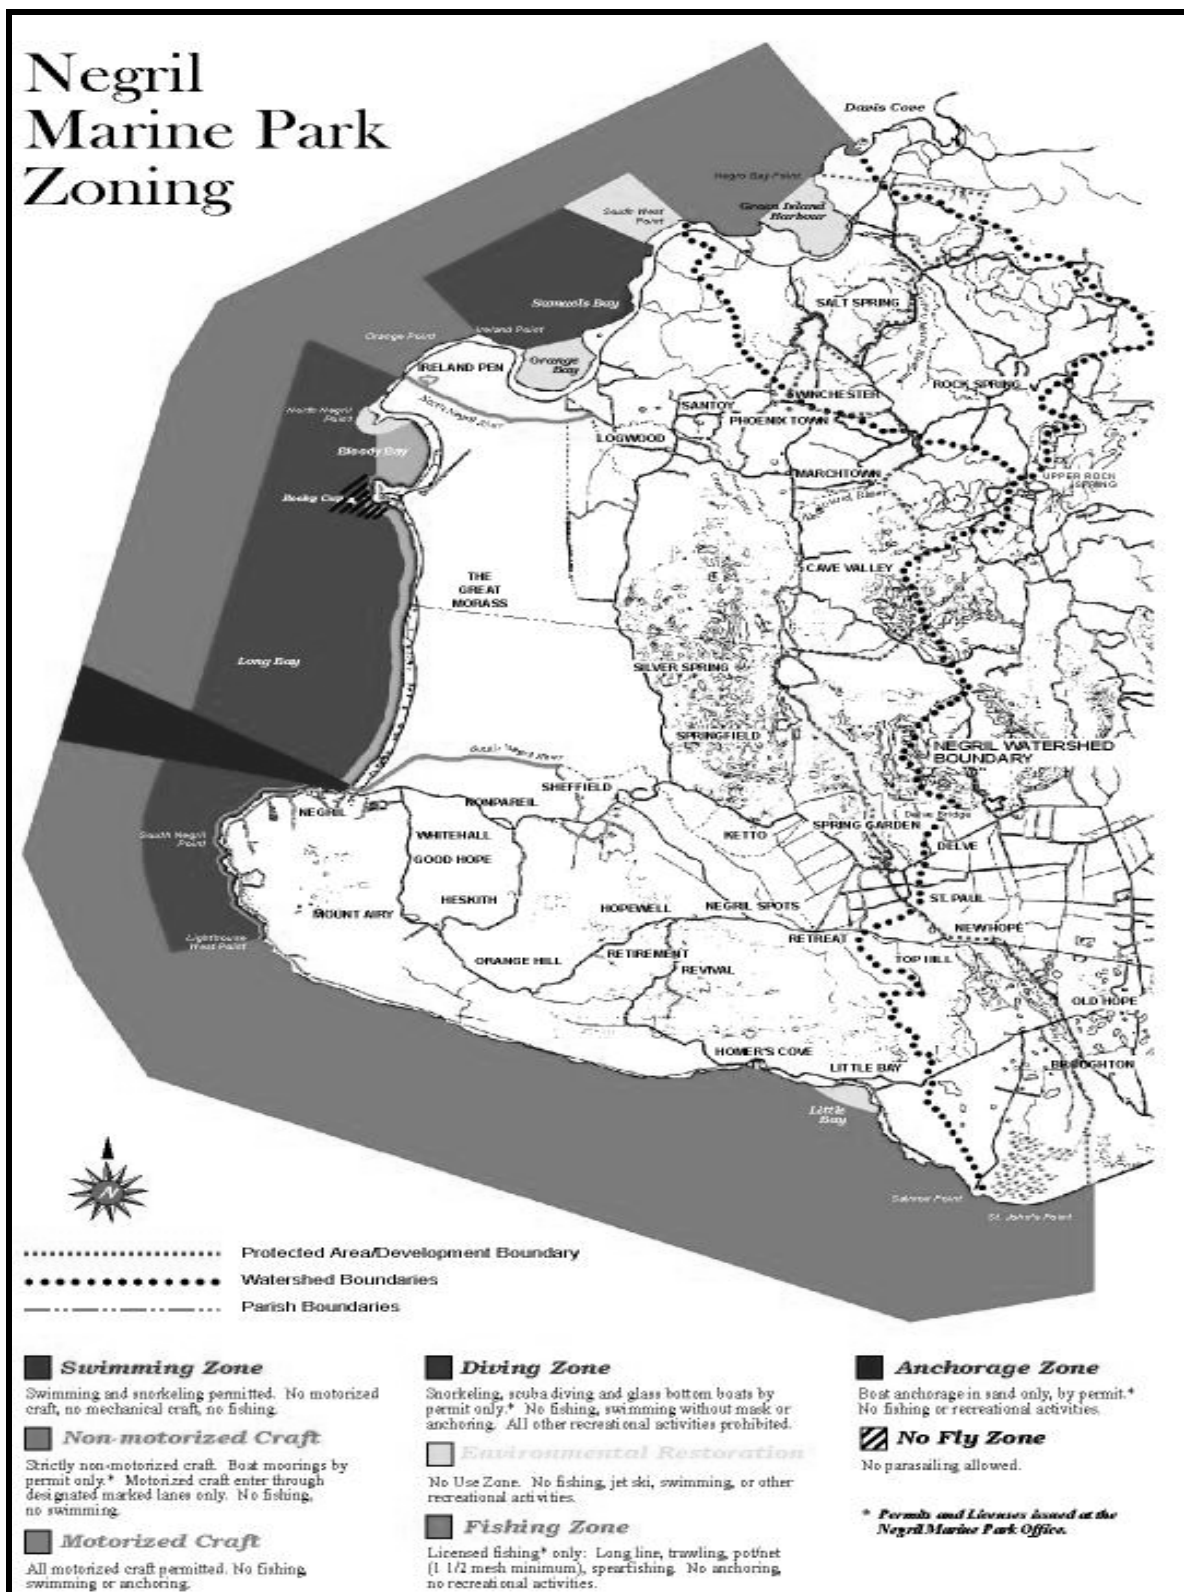 Negril
Marine Park
Zoning
Davis Cove
Negro Bay Point
Green Island
Harbour
South West
Point
Samuels Bay
SALT SPRING
Ireland Point
Orange Point
Orange
Bay
IRELAND PEN
ROCK SPRING
WINCHESTER
SANTOY
North Negril
Point
North Negril River
PHOENIX TOWN
LOGWOOD
Bloody Bay
MARCHTOWN
UPPER ROCK
SPRING
Rocky Cap
CAVE VALLEY
THE
GREAT
MORASS
Long Bay
SILVER SPRING
SPRINGFIELD
NEGRIL WATERSHED
BOUNDARY
South Negril River
SHEFFIELD
NONPAREIL
NEGRIL
Delve Bridge
SPRING GARDEN
South Negril
Point
WHITEHALL
KETTO
DELVE
GOOD HOPE
HESKITH
ST. PAUL
MOUNT AIRY
HOPEWELL
NEGRIL SPOTS
NEWHOPE
Lighthouse
West Point
RETREAT
RETIREMENT
ORANGE HILL
REVIVAL
TOP HILL
OLD HOPE
HOMER'S COVE
LITTLE BAY
BROUGHTON
Little
Bay
N
Salmon Point
St. John's Point
Protected Area/Development Boundary
Watershed Boundaries
Parish Boundaries
Swimming Zone
Swimming and snorkeling permitted. No motorized
craft, no mechanical craft, no fishing.
Non-motorized Craft
Strictly non-motorized craft. Boat moorings by
permit only.* Motorized craft enter through
designated marked lanes only. No fishing,
no swimming.
Motorized Craft
All motorized craft permitted. No fishing,
swimming or anchoring.
Diving Zone
Snorkeling, scuba diving and glass bottom boats by
permit only.* No fishing, swimming without mask or
anchoring. All other recreational activities prohibited.
Environmental Restoration
No Use Zone. No fishing, jet ski, swimming, or other
recreational activities.
Fishing Zone
Licensed fishing* only: Long line, trawling, pot/net
(1 1/2 mesh minimum), spearfishing. No anchoring,
no recreational activities.
Anchorage Zone
Boat anchorage in sand only, by permit.*
No fishing or recreational activities.
No Fly Zone
No parasailing allowed.
* Permits and Licenses issued at the
Negril Marine Park Office.